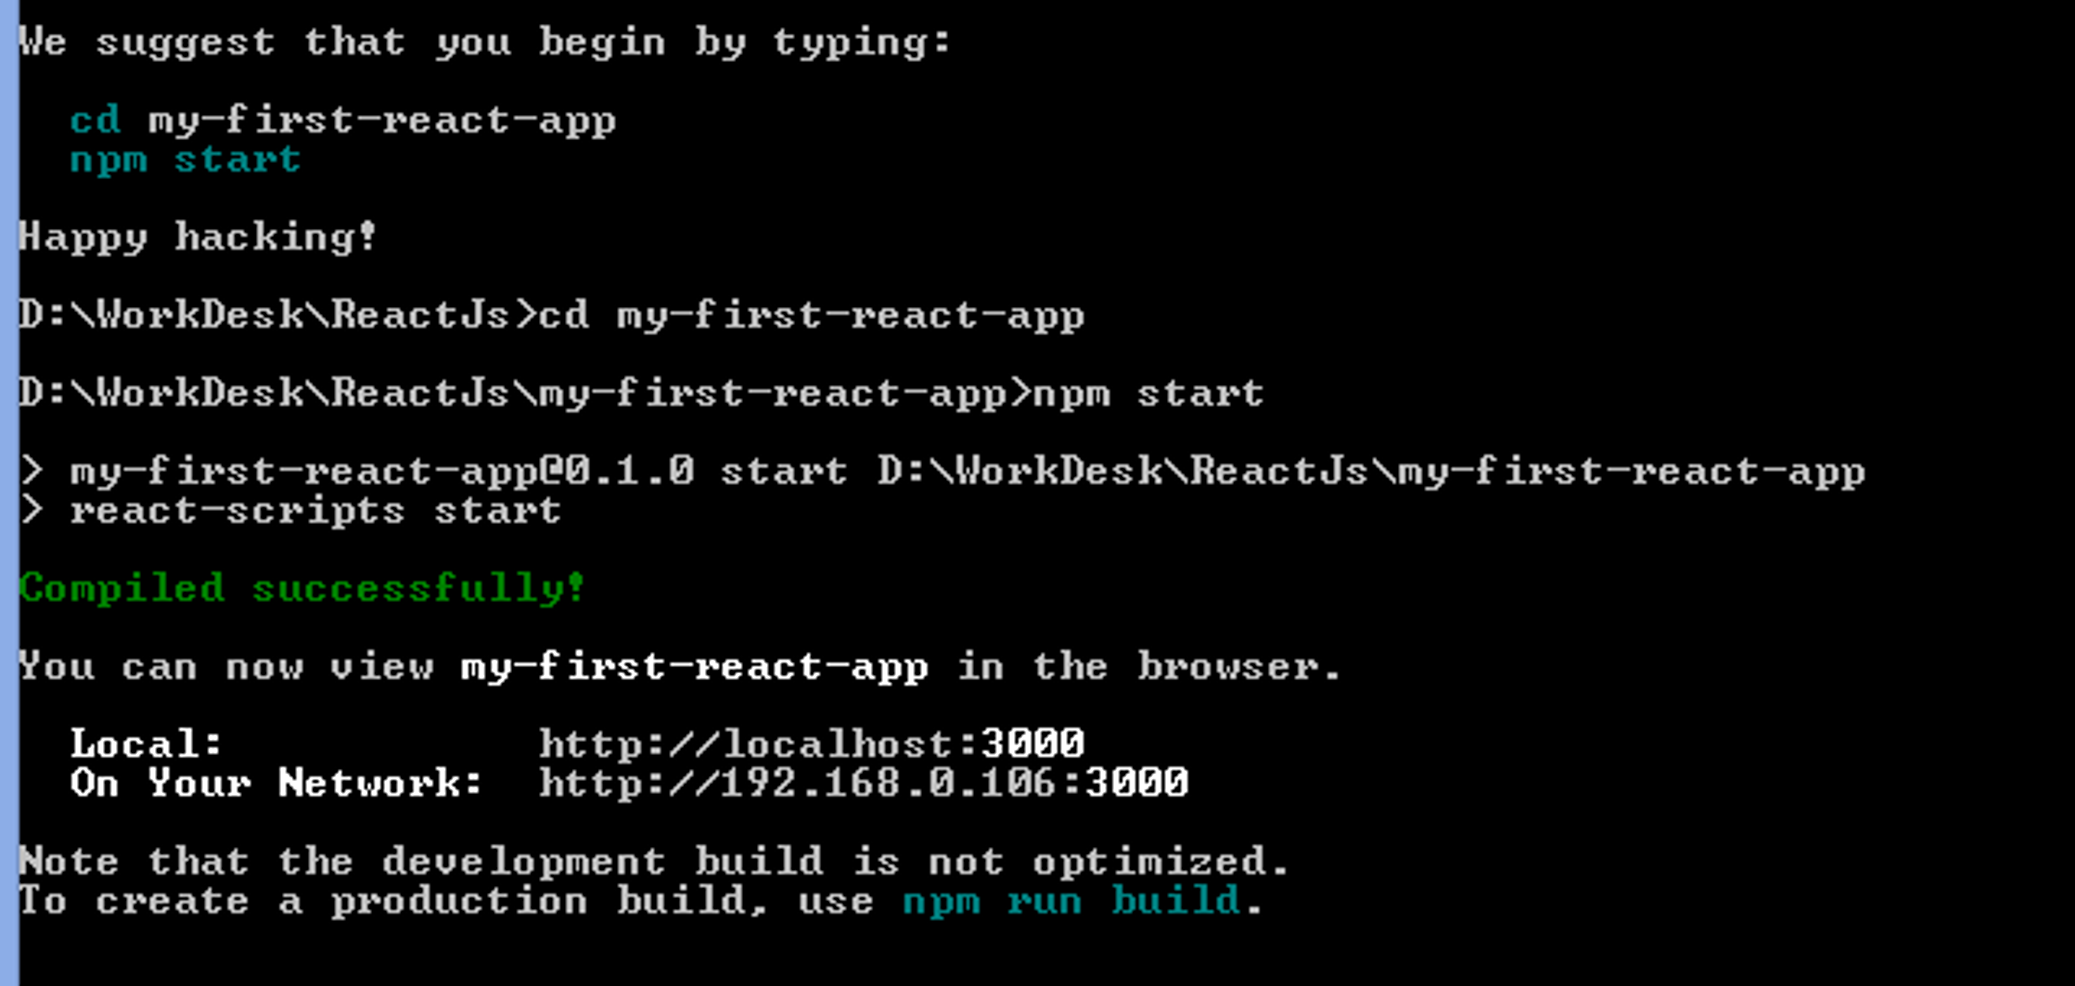 We suggest that you begin by typing:
cd my-first-react-app
npm start
Happy hacking!
D:\WorkDesk\ReactJs>cd my-first-react-app
D:\WorkDesk\ReactJs\my-first-react-app>npm start
> my-first-react-app@0.1.0 start D:\WorkDesk\ReactJs\my-first-react-app
> react-scripts start
Compiled successfully!
You can now view my-first-react-app in the browser.
Local: http://localhost:3000
On Your Network: http://192.168.0.106:3000
Note that the development build is not optimized.
To create a production build, use npm run build.